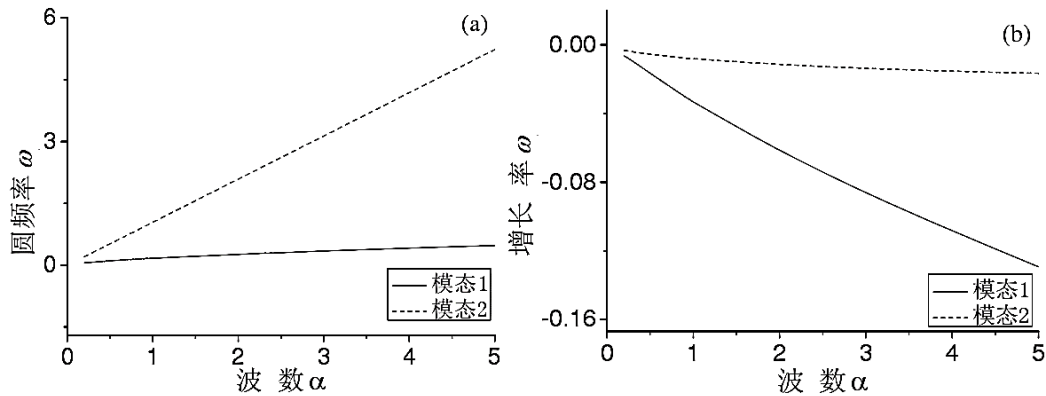 (a)
6
3
0
圆频率ω
模态1
模态2
0 1 2 3 4 5
波 数α
(b)
0.00
-0.08
-0.16
增长 率ω
模态1
模态2
0 1 2 3 4 5
波 数α